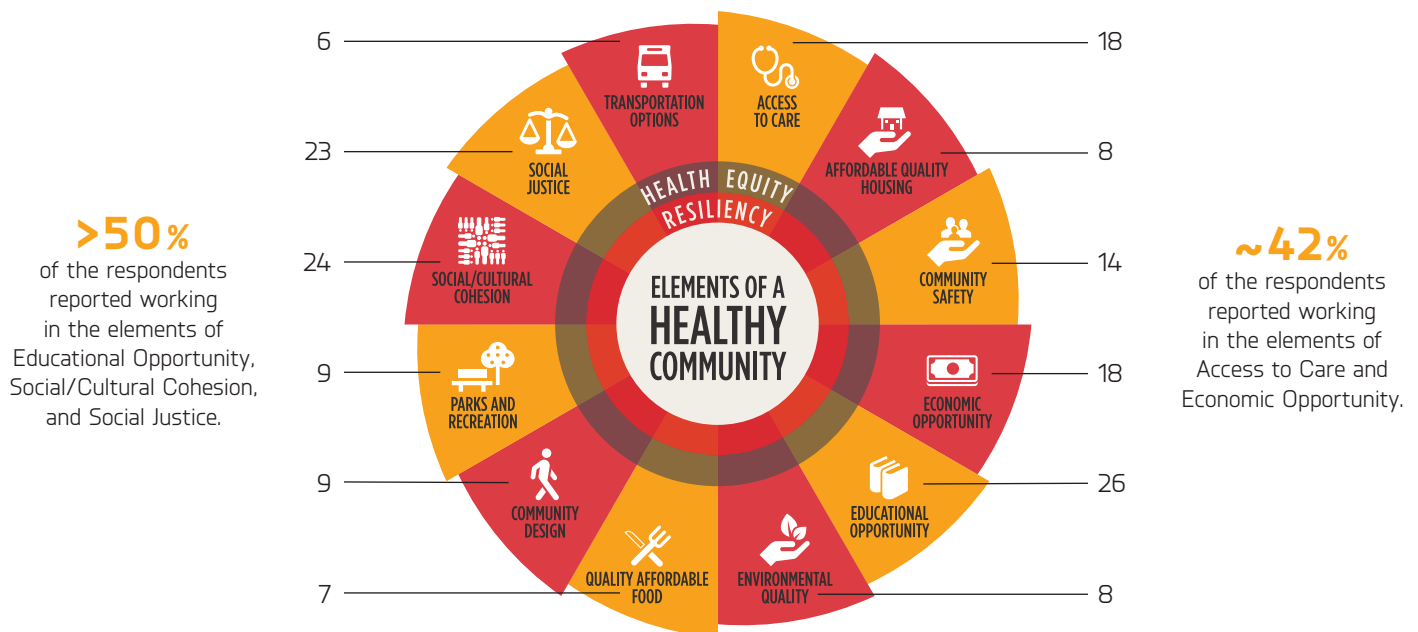 >50%
of the respondents
reported working
in the elements of
Educational Opportunity,
Social/Cultural Cohesion,
and Social Justice.
6
23
24
9
9
7
TRANSPORTATION
OPTIONS
SOCIAL
JUSTICE
SOCIAL/CULTURAL
COHESION
PARKS AND
RECREATION
COMMUNITY
DESIGN
QUALITY AFFORDABLE
FOOD
HEALTH EQUITY
RESILIENCY
ELEMENTS OF A
HEALTHY
COMMUNITY
ACCESS
TO CARE
AFFORDABLE QUALITY
HOUSING
COMMUNITY
SAFETY
ECONOMIC
OPPORTUNITY
EDUCATIONAL
OPPORTUNITY
ENVIRONMENTAL
QUALITY
18
8
14
18
26
8
~42%
of the respondents
reported working
in the elements of
Access to Care and
Economic Opportunity.